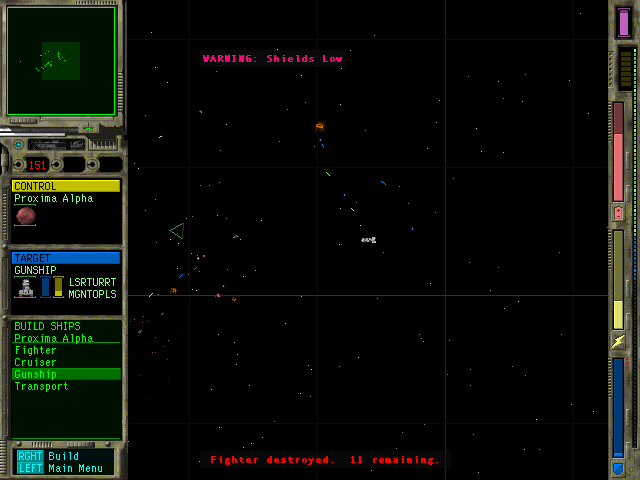 WARNING: Shields Low
151
CONTROL
Proxima Alpha
TARGET
GUNSHIP
LSRTURRT
MGNTOPLS
BUILD SHIPS
Proxima Alpha
Fighter
Cruiser
Gunship
Transport
RGHT Build
LEFT Main Menu
Fighter destroyed. 11 remaining.